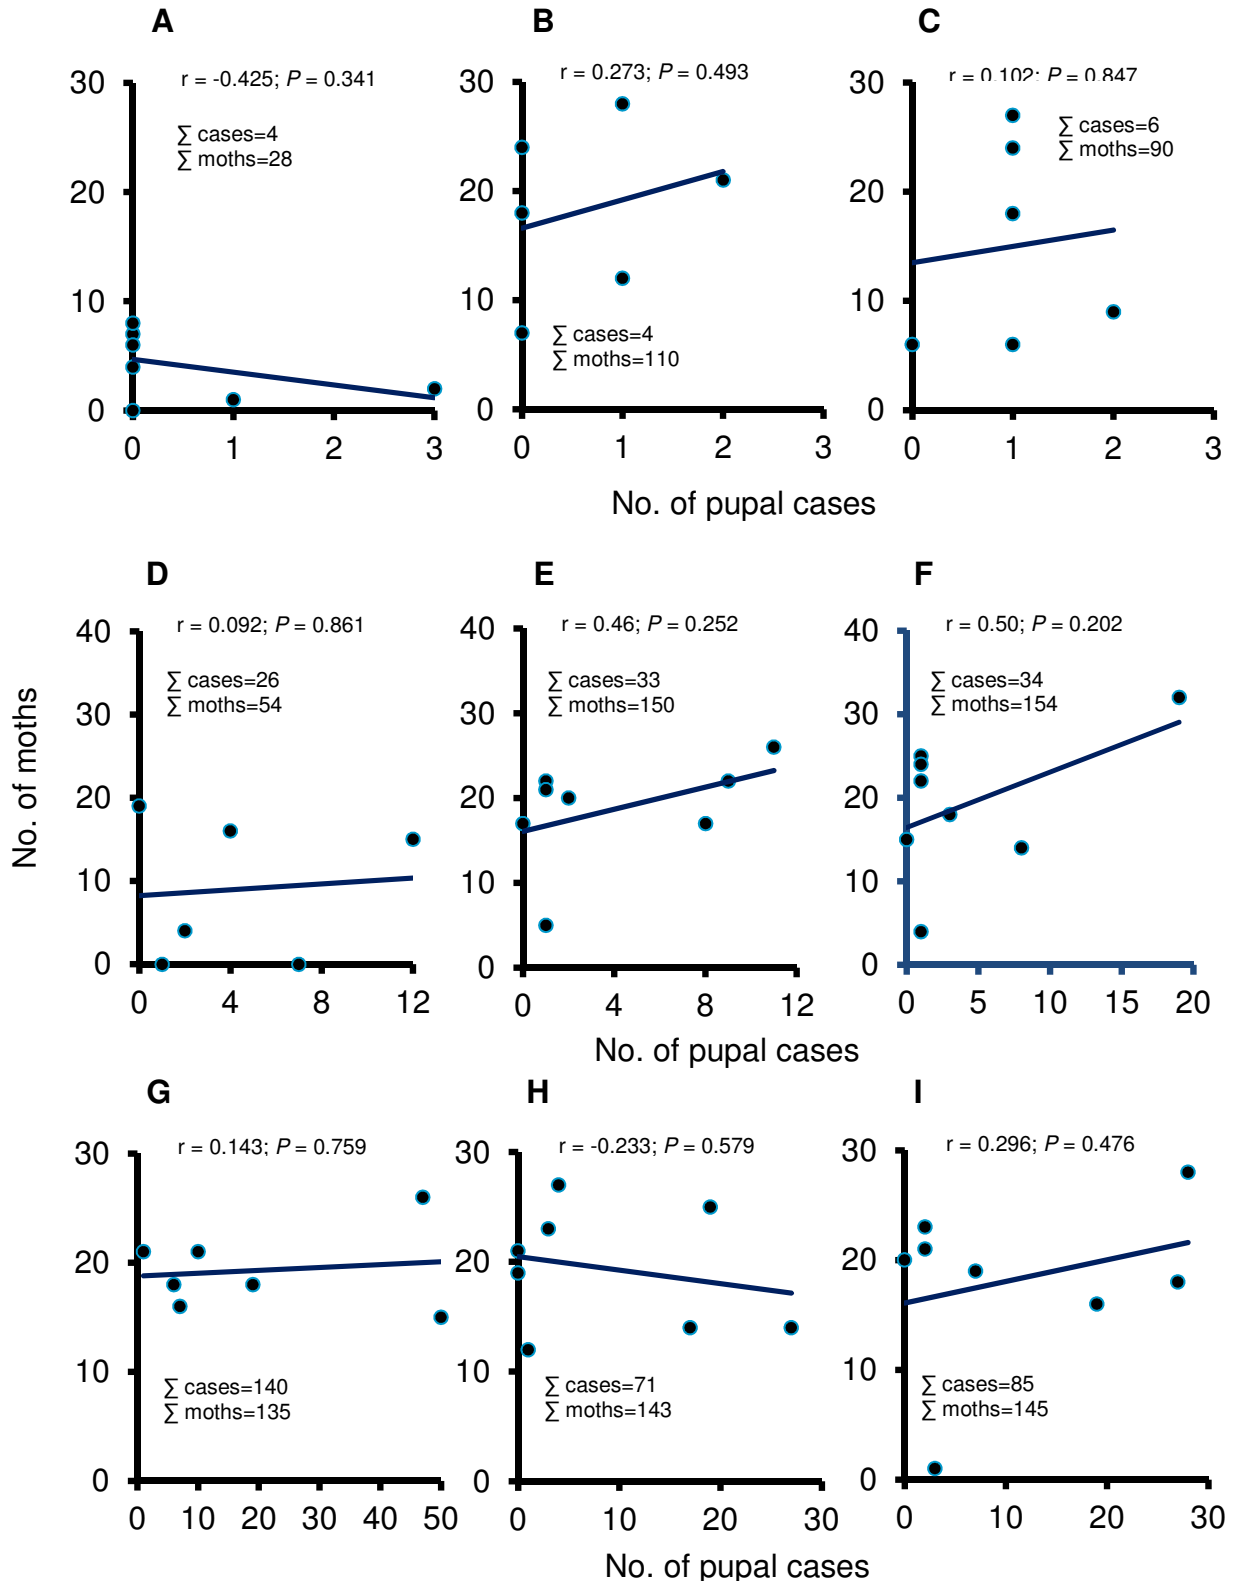 A B C
r = -0.425; P = 0.341 r = 0.273; P = 0.493 r = 0.102; P = 0.847
∑ cases=4
∑ moths=28
∑ cases=4
∑ moths=110
∑ cases=6
∑ moths=90
30 20 10 0
0 1 2 3
30 20 10 0
0 1 2 3
30 20 10 0
0 1 2 3
No. of pupal cases
No. of moths
D E F
r = 0.092; P = 0.861 r = 0.46; P = 0.252 r = 0.50; P = 0.202
∑ cases=26
∑ moths=54
∑ cases=33
∑ moths=150
∑ cases=34
∑ moths=154
40 30 20 10 0
0 4 8 12
40 30 20 10 0
0 4 8 12
40 30 20 10 0
0 5 10 15 20
No. of pupal cases
G H I
r = 0.143; P = 0.759 r = -0.233; P = 0.579 r = 0.296; P = 0.476
∑ cases=140
∑ moths=135
∑ cases=71
∑ moths=143
∑ cases=85
∑ moths=145
30 20 10 0
0 10 20 30 40 50
30 20 10 0
0 10 20 30
30 20 10 0
0 10 20 30
No. of pupal cases